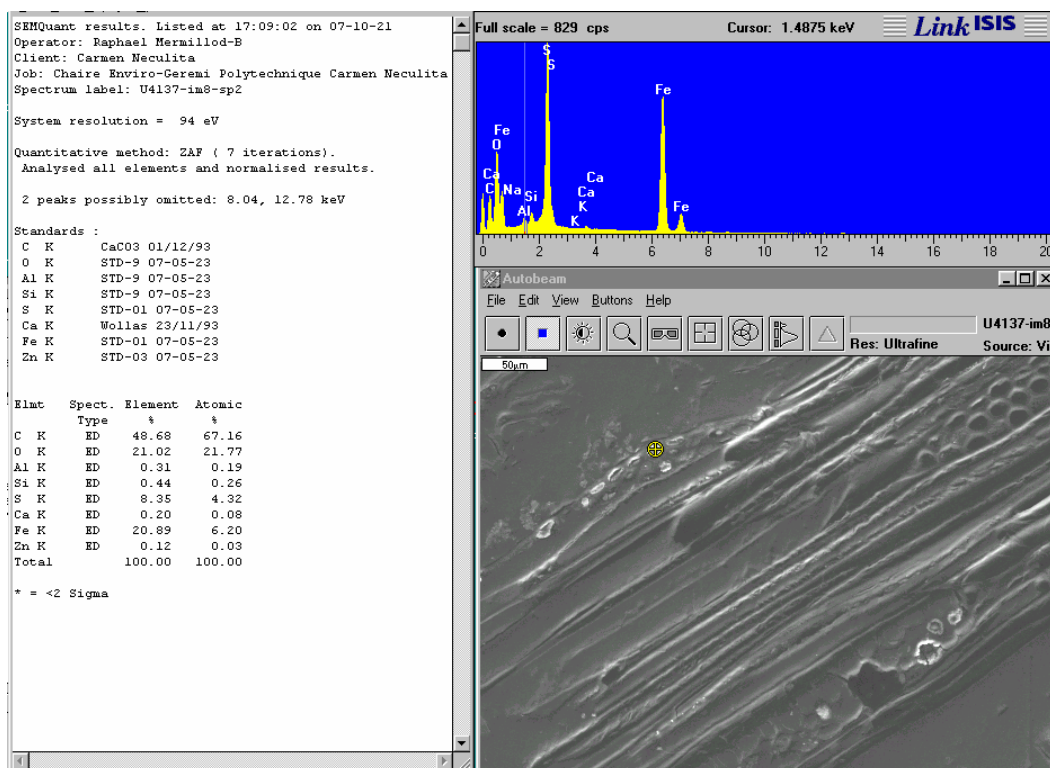 SEMQuant results. Listed at 17:09:02 on 07-10-21
Operator: Raphael Mermillod-B
Client: Carmen Neculita
Job: Chaire Enviro-Geremi Polytechnique Carmen Neculita
Spectrum label: U4137-im8-sp2
System resolution = 94 eV
Quantitative method: ZAF ( 7 iterations).
Analysed all elements and normalised results.
2 peaks possibly omitted: 8.04, 12.78 keV
Standards :
C K CaCO3 01/12/93
O K STD-9 07-05-23
Al K STD-9 07-05-23
Si K STD-9 07-05-23
S K STD-01 07-05-23
Ca K Wollas 23/11/93
Fe K STD-01 07-05-23
Zn K STD-03 07-05-23
Elmt Spect. Element Atomic
Type % %
C K ED 48.68 67.16
O K ED 21.02 21.77
Al K ED 0.31 0.19
Si K ED 0.44 0.26
S K ED 8.35 4.32
Ca K ED 0.20 0.08
Fe K ED 20.89 6.20
Zn K ED 0.12 0.03
Total 100.00 100.00
* = <2 Sigma
Full scale = 829 cps Cursor: 1.4875 keV Link ISIS
S
S
Fe
Fe
O
Ca
Ca
C
Na
Si
Ca
K
Al
K
Fe
0 2 4 6 8 10 12 14 16 18 20
Autobeam
File Edit View Buttons Help
U4137-im8
Res: Ultrafine Source: Vi
50µm